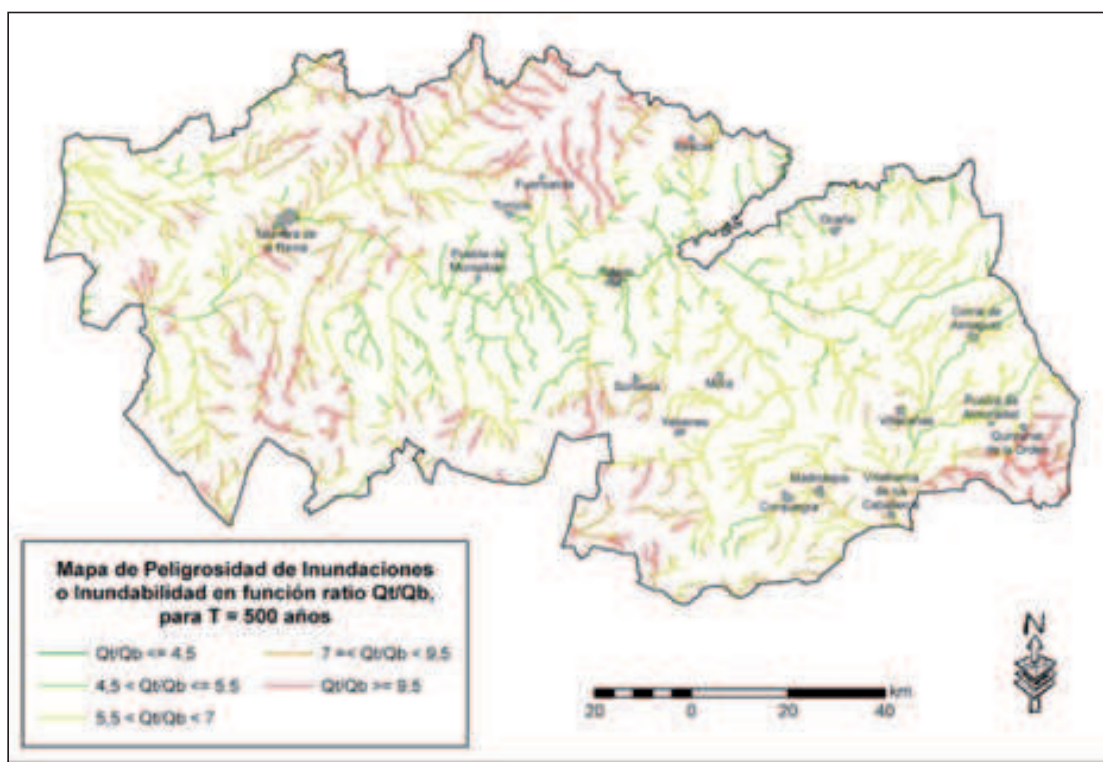 Illescas
Fuensalida
Torrijos
Ocaña
Talavera de
la Reina
Puebla de
Montalbán
Toledo
Corral de
Almaguer
Sonseca
Mora
Puebla de
Almoradiel
Villacañas
Yébenes
Quintanar
de la Orden
Madridejos
Villafranca
de los
Caballeros
Consuegra
Mapa de Peligrosidad de Inundaciones
o Inundabilidad en función ratio Qt/Qb,
para T = 500 años
Qt/Qb <= 4,5
7 =< Qt/Qb < 9,5
4,5 < Qt/Qb <= 5,5
Qt/Qb >= 9,5
5,5 < Qt/Qb < 7
N
km
20 0 20 40